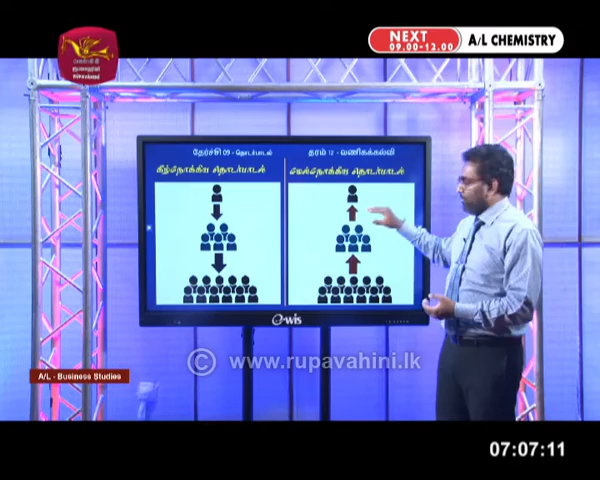 NEXT
09.00-12.00
A/L CHEMISTRY
தேர்ச்சி 09 - தொடர்பாடல்
தரம் 12 - வணிகக்கல்வி
கீழ்நோக்கிய தொடர்பாடல்
மேல்நோக்கிய தொடர்பாடல்
e-wis
© www.rupavahini.lk
A/L - Business Studies
07:07:11